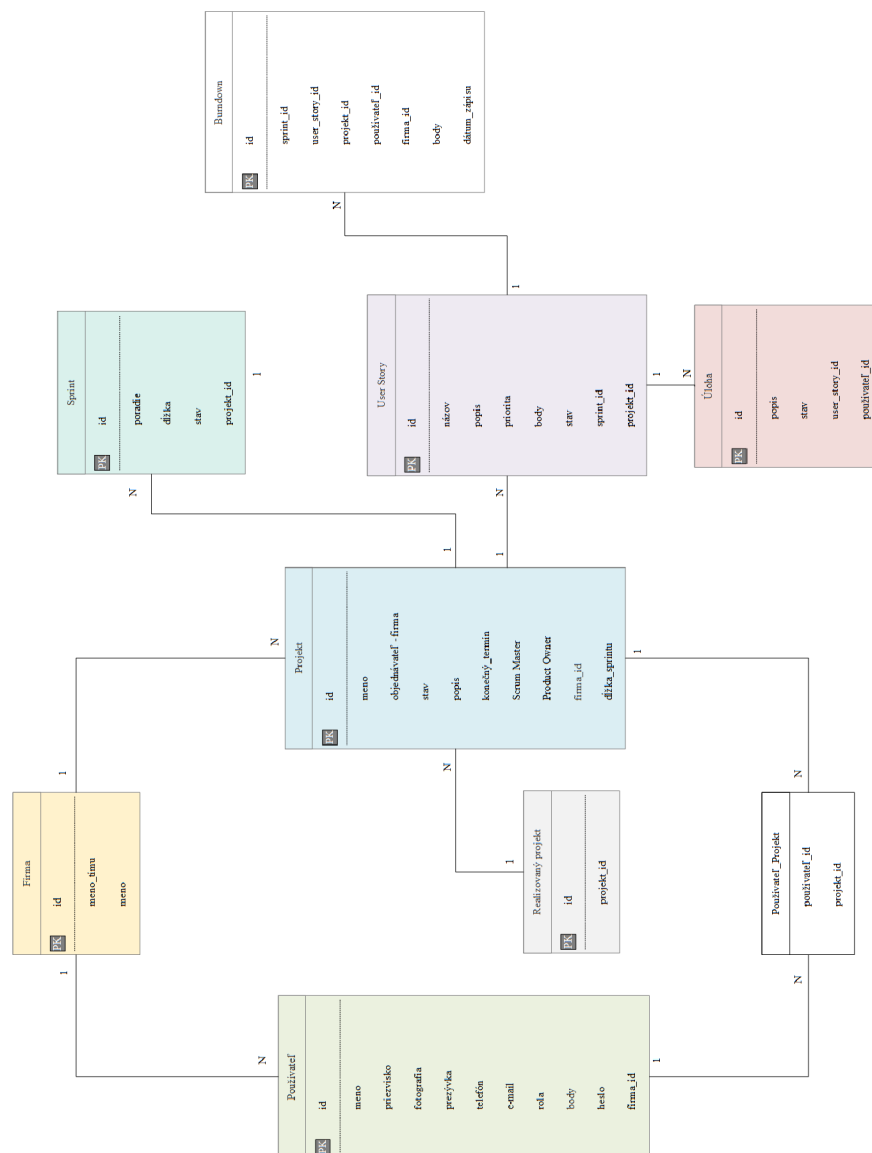 Burndown
PK id
sprint_id
user_story_id
projekt_id
používateľ_id
firma_id
body
dátum_zápisu
N
1
Sprint
PK id
poradie
dĺžka
stav
projekt_id
N
1
User Story
PK id
názov
popis
priorita
body
stav
sprint_id
projekt_id
N
1
N
Úloha
PK id
popis
stav
user_story_id
používateľ_id
1
1
Projekt
PK id
meno
objednávateľ - firma
stav
popis
konečný_termín
Scrum Master
Product Owner
firma_id
dĺžka_sprintu
N
N
1
1
Firma
PK id
meno_tímu
meno
1
1
Realizovaný projekt
PK id
projekt_id
N
Používateľ_Projekt
používateľ_id
projekt_id
N
N
Používateľ
PK id
meno
priezvisko
fotografia
prezývka
telefón
e-mail
rola
body
heslo
firma_id
1